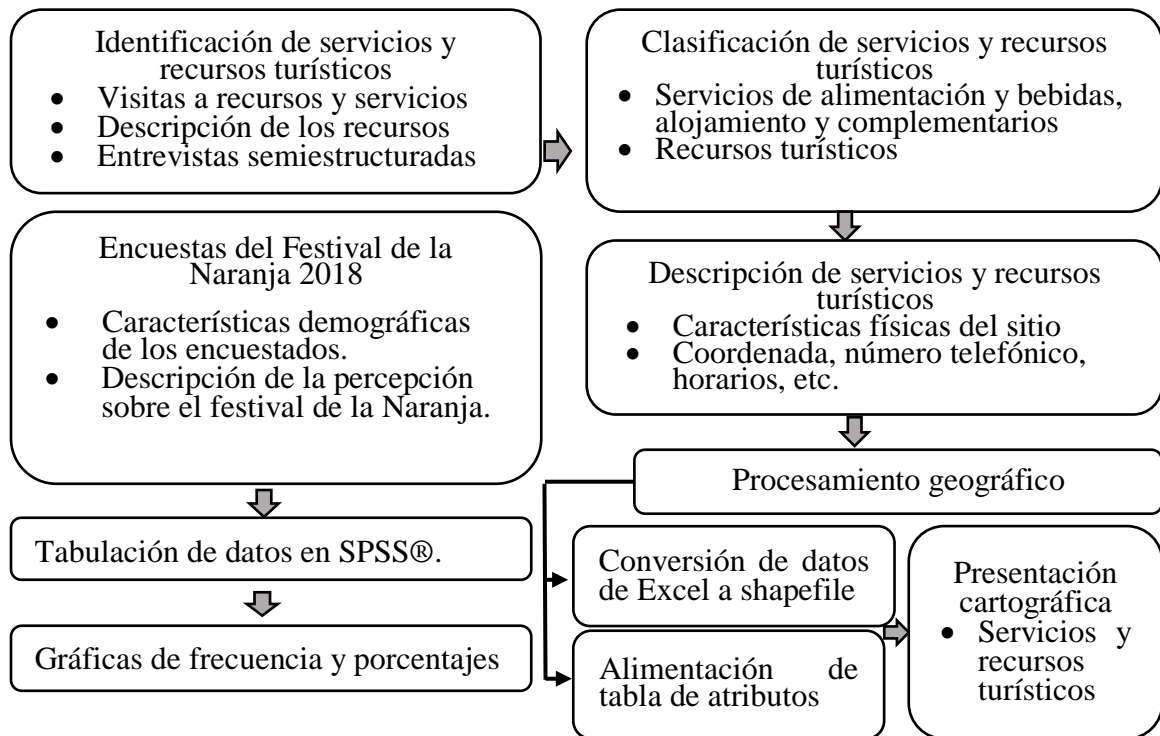 Identificación de servicios y
recursos turísticos
• Visitas a recursos y servicios
• Descripción de los recursos
• Entrevistas semiestructuradas
Clasificación de servicios y recursos
turísticos
• Servicios de alimentación y bebidas,
alojamiento y complementarios
• Recursos turísticos
Encuestas del Festival de la
Naranja 2018
• Características demográficas
de los encuestados.
• Descripción de la percepción
sobre el festival de la Naranja.
Descripción de servicios y recursos
turísticos
• Características físicas del sitio
• Coordenada, número telefónico,
horarios, etc.
Procesamiento geográfico
Tabulación de datos en SPSS®.
Gráficas de frecuencia y porcentajes
Conversión de datos
de Excel a shapefile
Alimentación de
tabla de atributos
Presentación
cartográfica
• Servicios y
recursos
turísticos